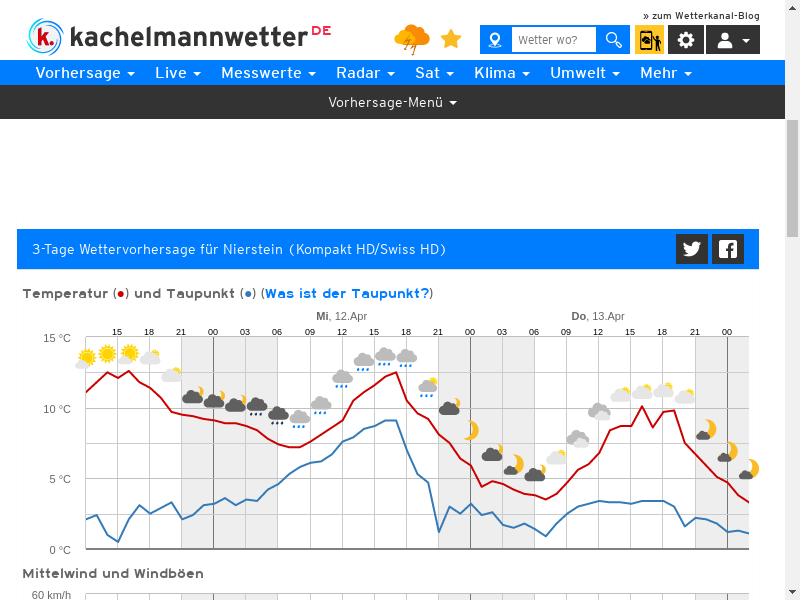 » zum Wetterkanal-Blog
k. kachelmannwetter DE
Wetter wo?
Vorhersage Live Messwerte Radar Sat Klima Umwelt Mehr
Vorhersage-Menü
3-Tage Wettervorhersage für Nierstein (Kompakt HD/Swiss HD)
Temperatur (●) und Taupunkt (●) (Was ist der Taupunkt?)
Mi, 12.Apr Do, 13.Apr
15 18 21 00 03 06 09 12 15 18 21 00 03 06 09 12 15 18 21 00
15 °C
10 °C
5 °C
0 °C
Mittelwind und Windböen
60 km/h